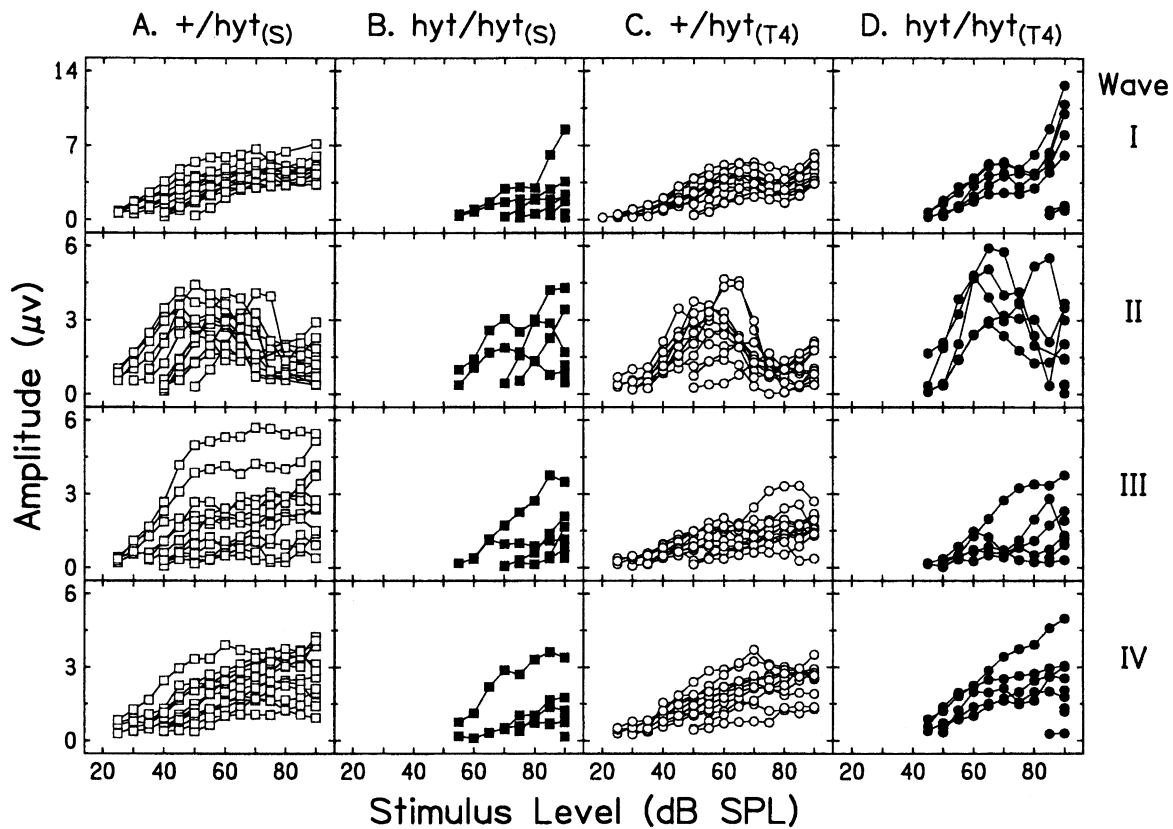 A. +/hyt(S) B. hyt/hyt(S) C. +/hyt(T4) D. hyt/hyt(T4)
Wave
14
7
0
I
6
3
0
II
6
3
0
III
6
3
0
IV
Amplitude (μv)
20 40 60 80 20 40 60 80 20 40 60 80 20 40 60 80
Stimulus Level (dB SPL)